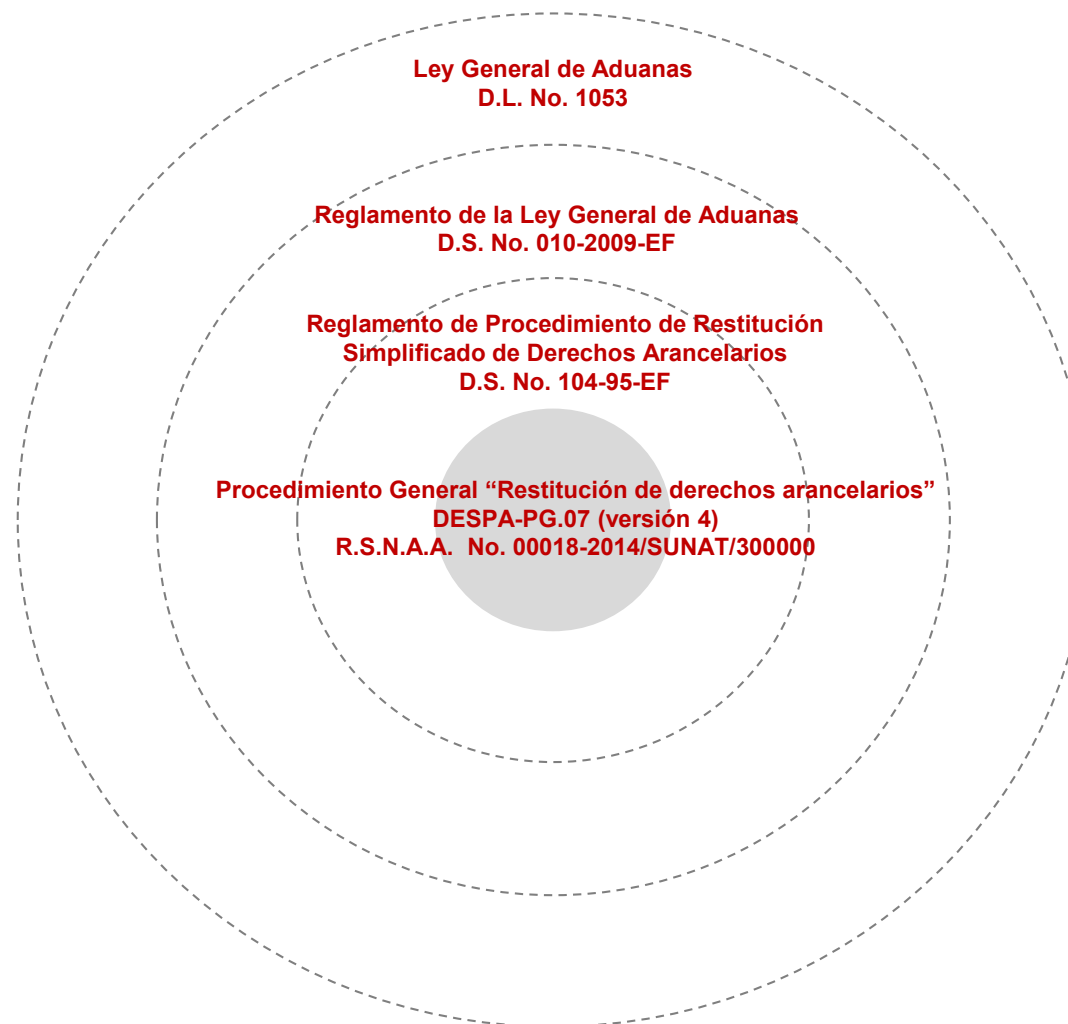 Ley General de Aduanas
D.L. No. 1053
Reglamento de la Ley General de Aduanas
D.S. No. 010-2009-EF
Reglamento de Procedimiento de Restitución
Simplificado de Derechos Arancelarios
D.S. No. 104-95-EF
Procedimiento General “Restitución de derechos arancelarios”
DESPA-PG.07 (versión 4)
R.S.N.A.A.  No. 00018-2014/SUNAT/300000